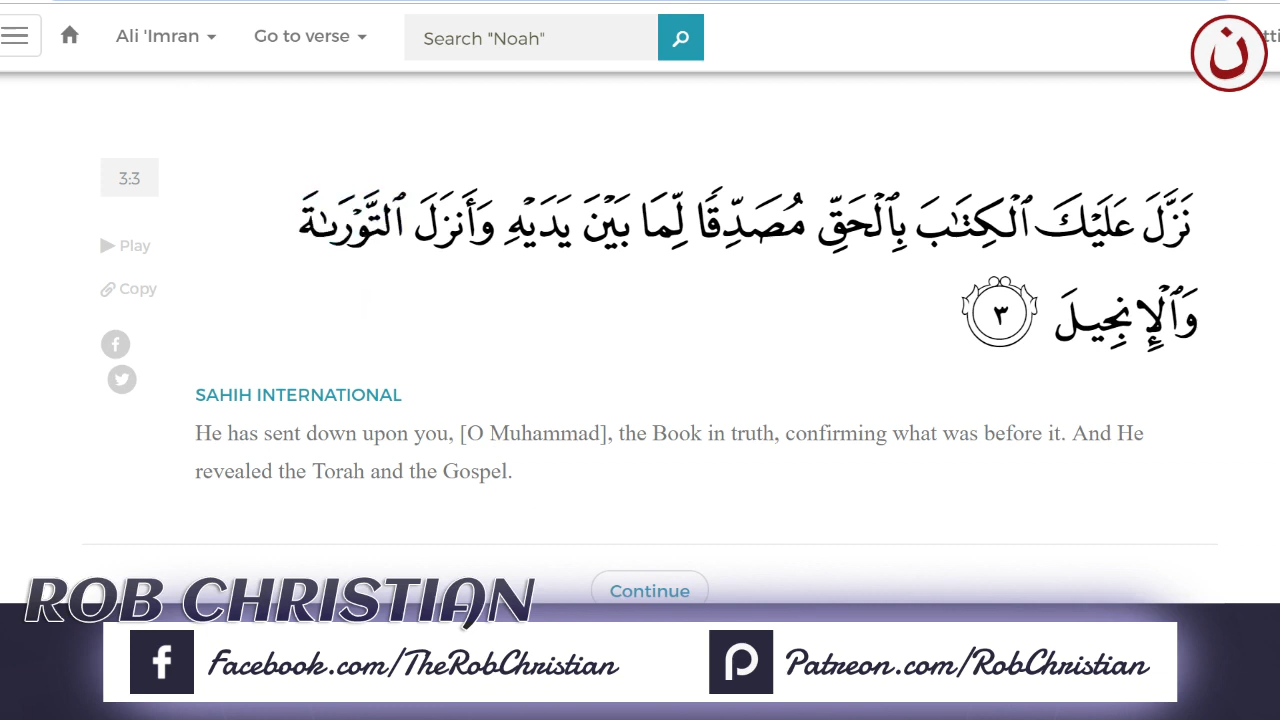 Ali 'Imran Go to verse Search "Noah"
ن
3:3
نَزَّلَ عَلَيْكَ ٱلْكِتَـٰبَ بِٱلْحَقِّ مُصَدِّقًا لِّمَا بَيْنَ يَدَيْهِ وَأَنزَلَ ٱلتَّوْرَىٰةَ
وَٱلْإِنجِيلَ ٣
Play
Copy
SAHIH INTERNATIONAL
He has sent down upon you, [O Muhammad], the Book in truth, confirming what was before it. And He
revealed the Torah and the Gospel.
Continue
ROB CHRISTIAN
Facebook.com/TheRobChristian
Patreon.com/RobChristian